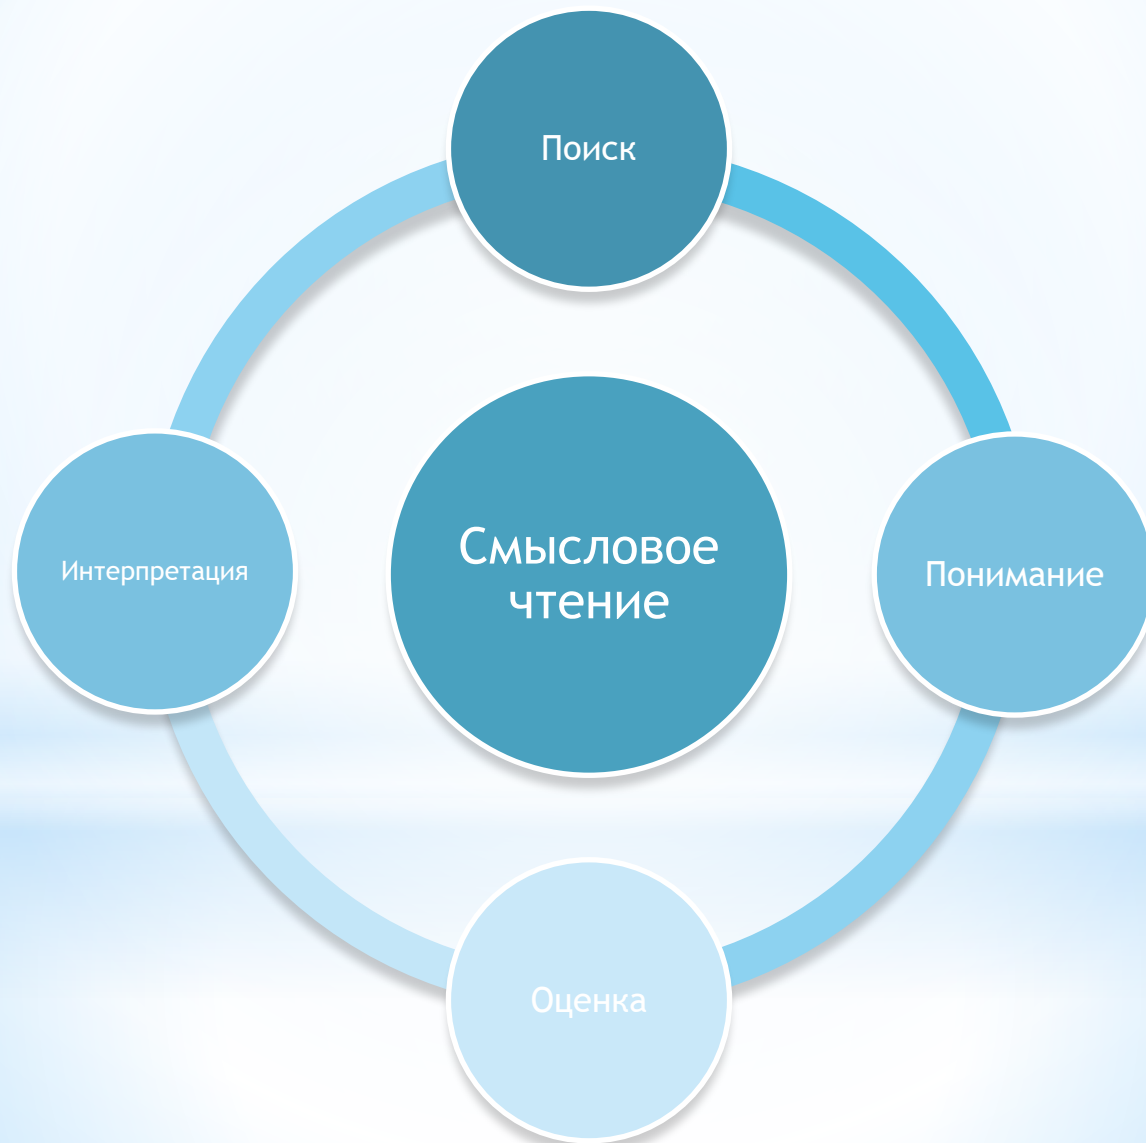 Поиск
Интерпретация
Смысловое
чтение
Понимание
Оценка